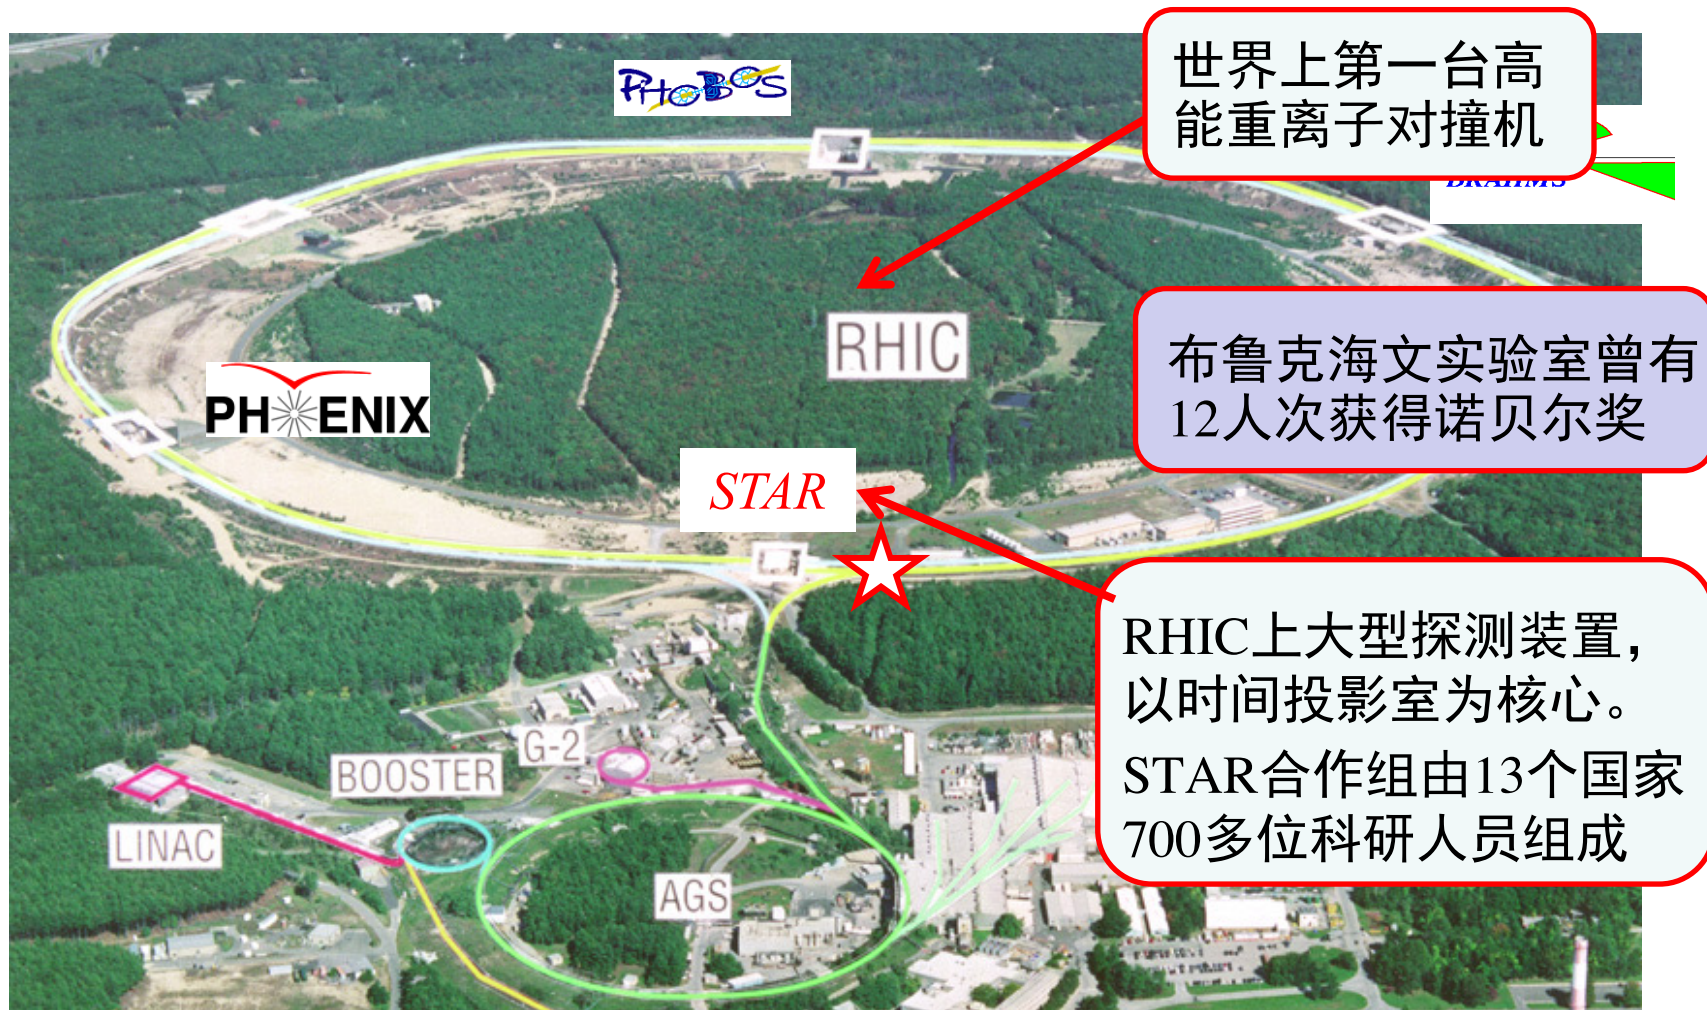 世界上第一台高
能重离子对撞机
PHOBOS
BRAHMS
RHIC
布鲁克海文实验室曾有
12人次获得诺贝尔奖
PHENIX
STAR
RHIC上大型探测装置，
以时间投影室为核心。
STAR合作组由13个国家
700多位科研人员组成
G-2
BOOSTER
LINAC
AGS